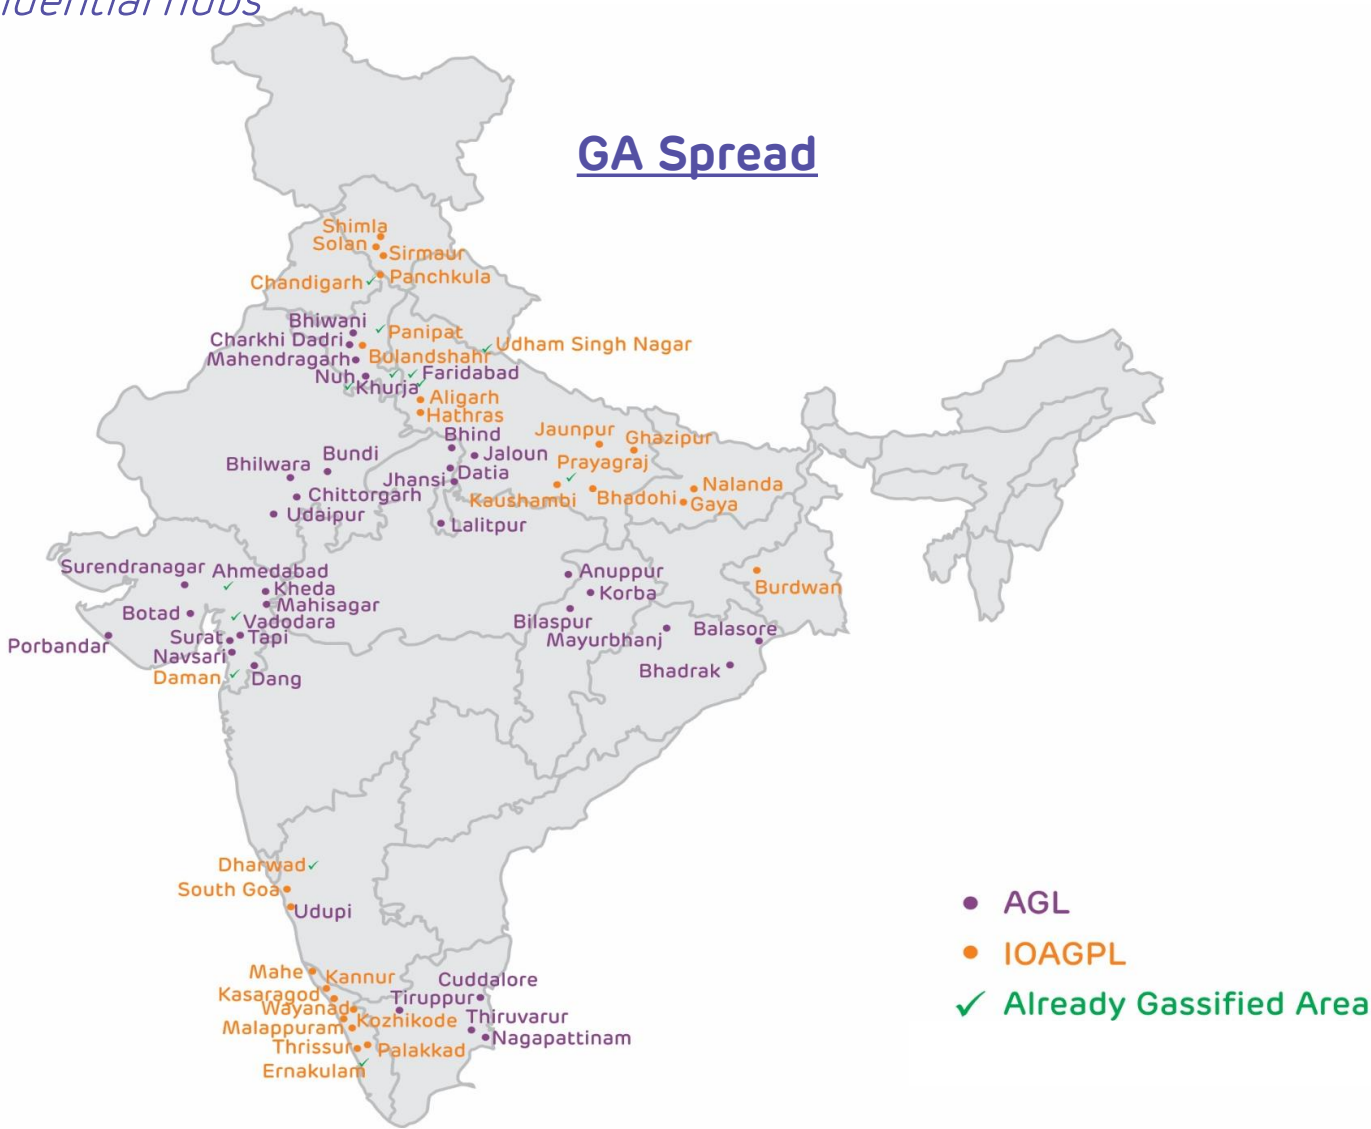 idential hubs
GA Spread
Shimla
Solan
Sirmaur
Chandigarh
Panchkula
Bhiwani
Panipat
Charkhi Dadri
Udham Singh Nagar
Mahendragarh
Bulandshahr
Nuh
Faridabad
Khurja
Aligarh
Hathras
Bhind
Jaunpur
Ghazipur
Bundi
Jaloun
Bhilwara
Prayagraj
Datia
Jhansi
Nalanda
Chittorgarh
Kaushambi
Bhadohi
Gaya
Udaipur
Lalitpur
Surendranagar
Ahmedabad
Anuppur
Kheda
Korba
Burdwan
Mahisagar
Botad
Vadodara
Bilaspur
Balasore
Surat
Tapi
Mayurbhanj
Porbandar
Navsari
Bhadrak
Daman
Dang
Dharwad
South Goa
Udupi
AGL
IOAGPL
Already Gassified Area
Mahe
Kannur
Cuddalore
Kasaragod
Tiruppur
Wayanad
Thiruvarur
Kozhikode
Malappuram
Nagapattinam
Thrissur
Palakkad
Ernakulam